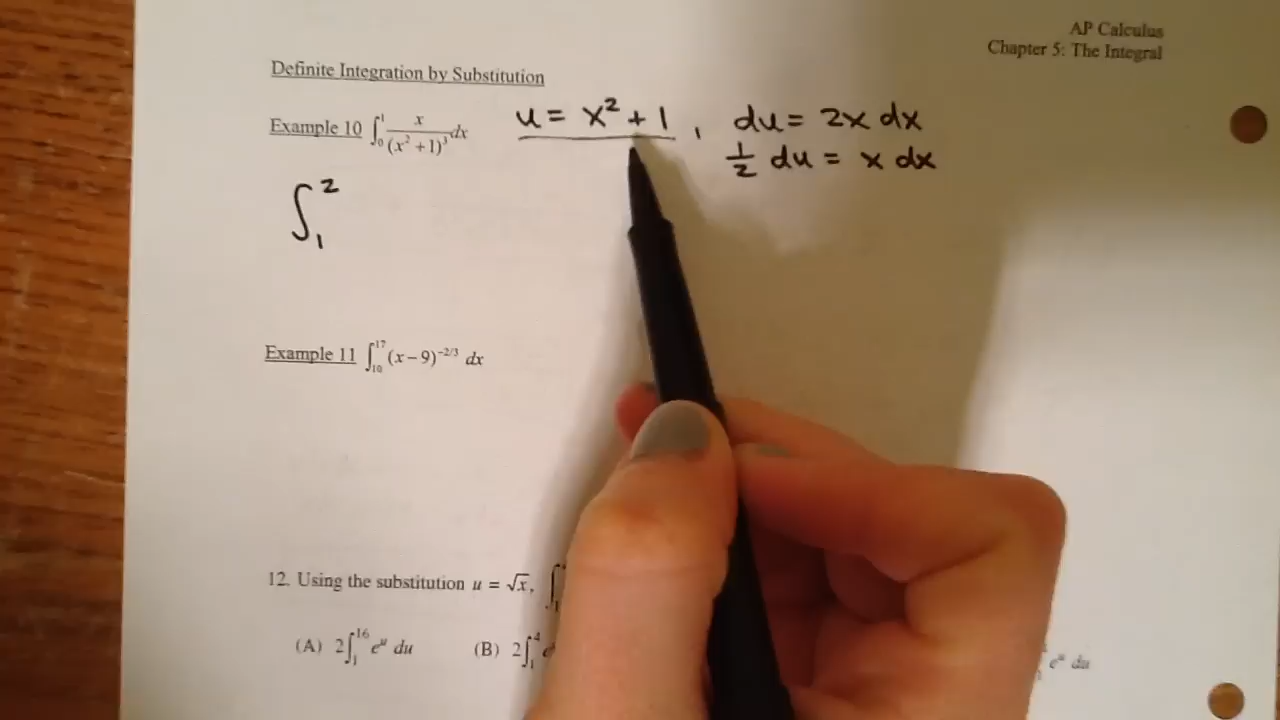 AP Calculus
Chapter 5: The Integral
Definite Integration by Substitution
Example 10 ∫₀¹ x/(x² + 1)³ dx u = x² + 1 , du = 2x dx
½ du = x dx
∫₁²
Example 11 ∫₁₀¹⁷ (x − 9)^(−2/3) dx
12. Using the substitution u = √x, ∫
(A) 2∫₁¹⁶ eᵘ du (B) 2∫₁⁴ eᵘ du